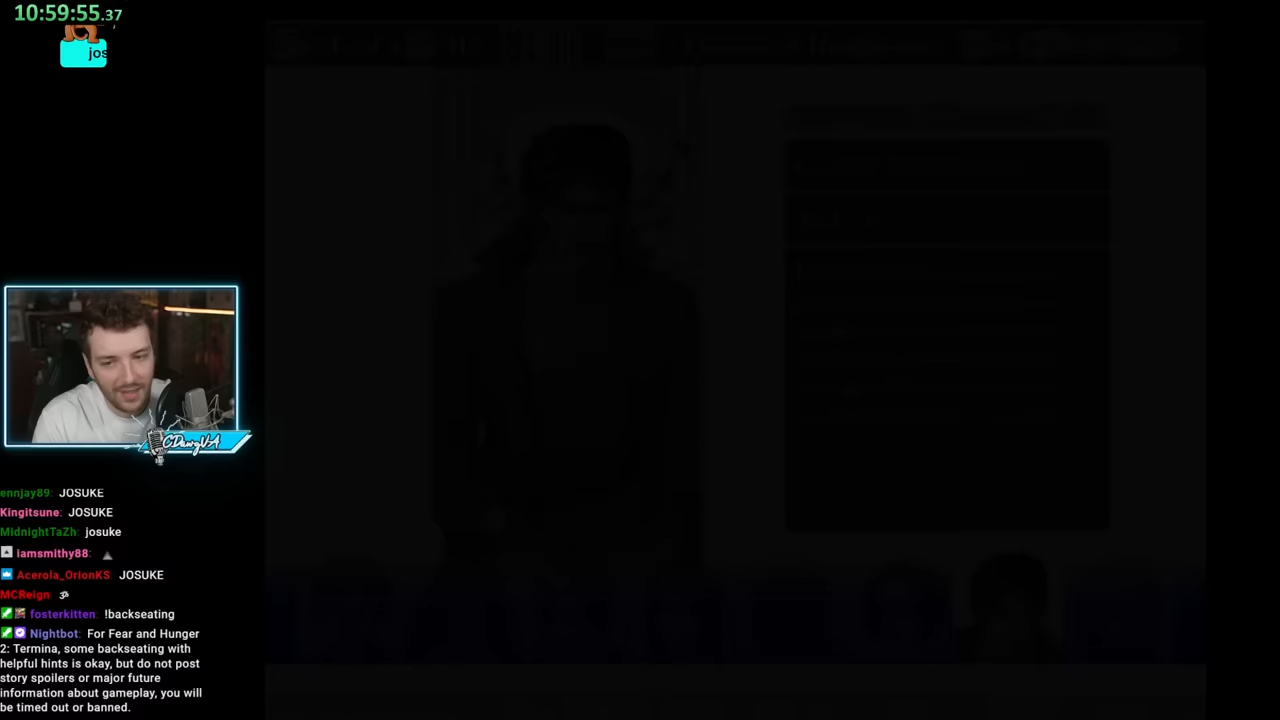 10:59:55.37
jos
CDawgVA
ennjay89: JOSUKE
Kingitsune: JOSUKE
MidnightTaZh: josuke
iamsmithy88:
Acerola_OrionKS JOSUKE
MCReign:
fosterkitten: !backseating
Nightbot: For Fear and Hunger
2: Termina, some backseating with
helpful hints is okay, but do not post
story spoilers or major future
information about gameplay, you will
be timed out or banned.